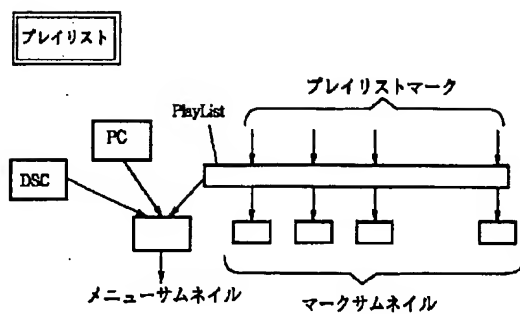 プレイリスト
プレイリストマーク
PlayList
PC
DSC
メニューサムネイル
マークサムネイル